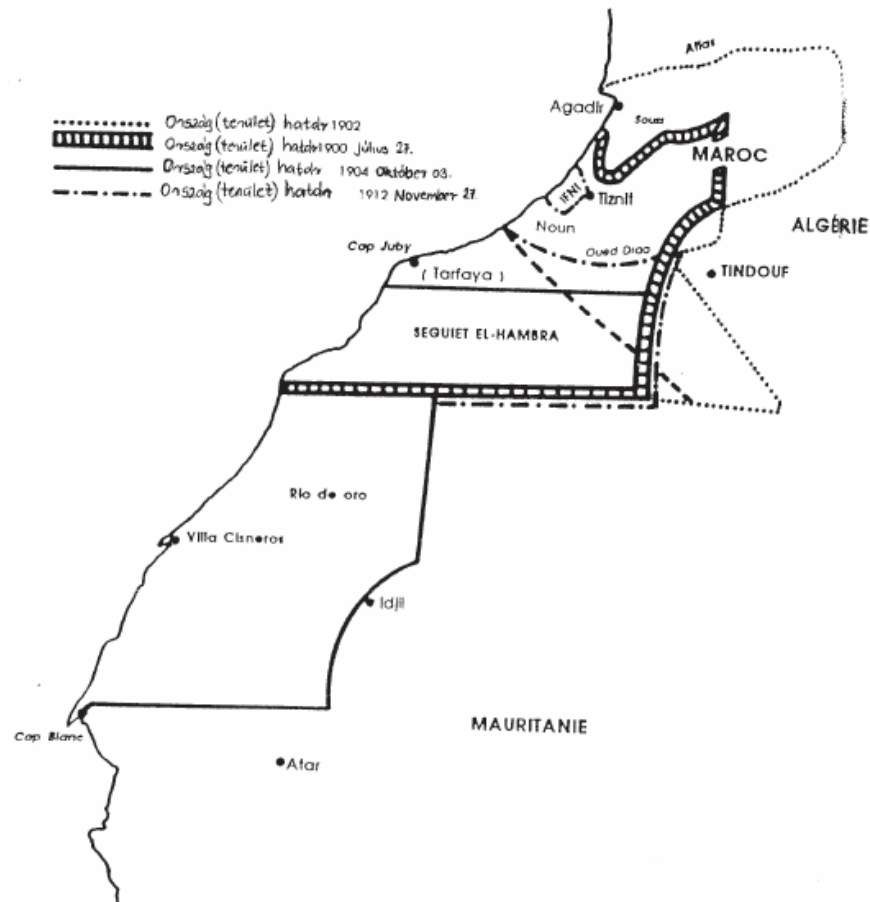 Atlas
Agadir
Souss
Ország (terület) határ 1902
Ország (terület) határ 1900 július 27.
Ország (terület) határ 1904 Október 03.
Ország (terület) határ 1912 November 27.
MAROC
IFNI
Tiznit
Noun
ALGÉRIE
Cap Juby
Oued Draa
( Tarfaya )
TINDOUF
SEGUIET EL-HAMBRA
Rio de oro
Villa Cisneros
Idjil
MAURITANIE
Cap Blanc
Atar